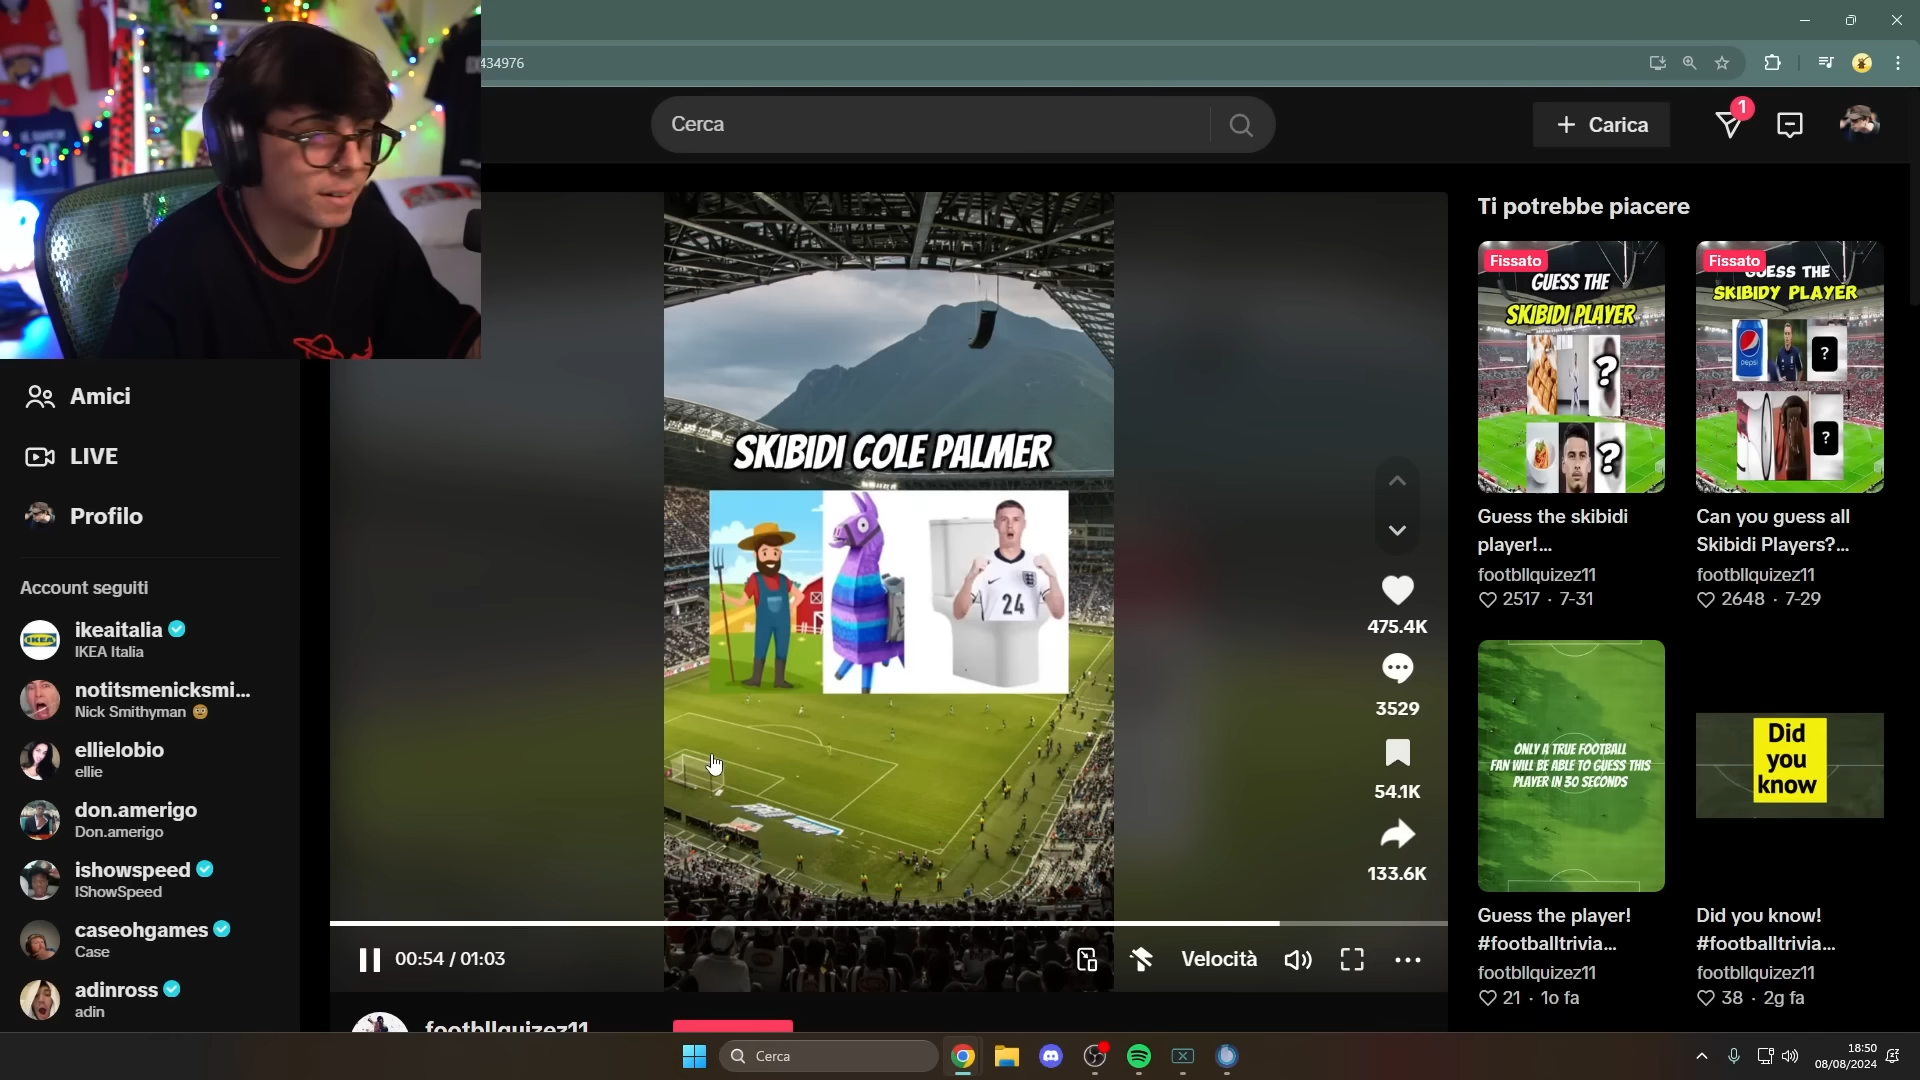 434976
Cerca
Carica
1
Amici
LIVE
Profilo
Account seguiti
ikeaitalia
IKEA Italia
notitsmenicksmi...
Nick Smithyman
ellielobio
ellie
don.amerigo
Don.amerigo
ishowspeed
IShowSpeed
caseohgames
Case
adinross
adin
IKEA
SKIBIDI COLE PALMER
24
475.4K
3529
54.1K
133.6K
00:54 / 01:03
Velocità
footbllquizez11
Ti potrebbe piacere
Fissato
GUESS THE
SKIBIDI PLAYER
?
?
Guess the skibidi
player!...
footbllquizez11
2517 · 7-31
Fissato
GUESS THE
SKIBIDY PLAYER
pepsi
?
?
Can you guess all
Skibidi Players?...
footbllquizez11
2648 · 7-29
ONLY A TRUE FOOTBALL
FAN WILL BE ABLE TO GUESS THIS
PLAYER IN 30 SECONDS
Guess the player!
#footballtrivia...
footbllquizez11
21 · 1o fa
Did
you
know
Did you know!
#footballtrivia...
footbllquizez11
38 · 2g fa
Cerca
18:50
08/08/2024